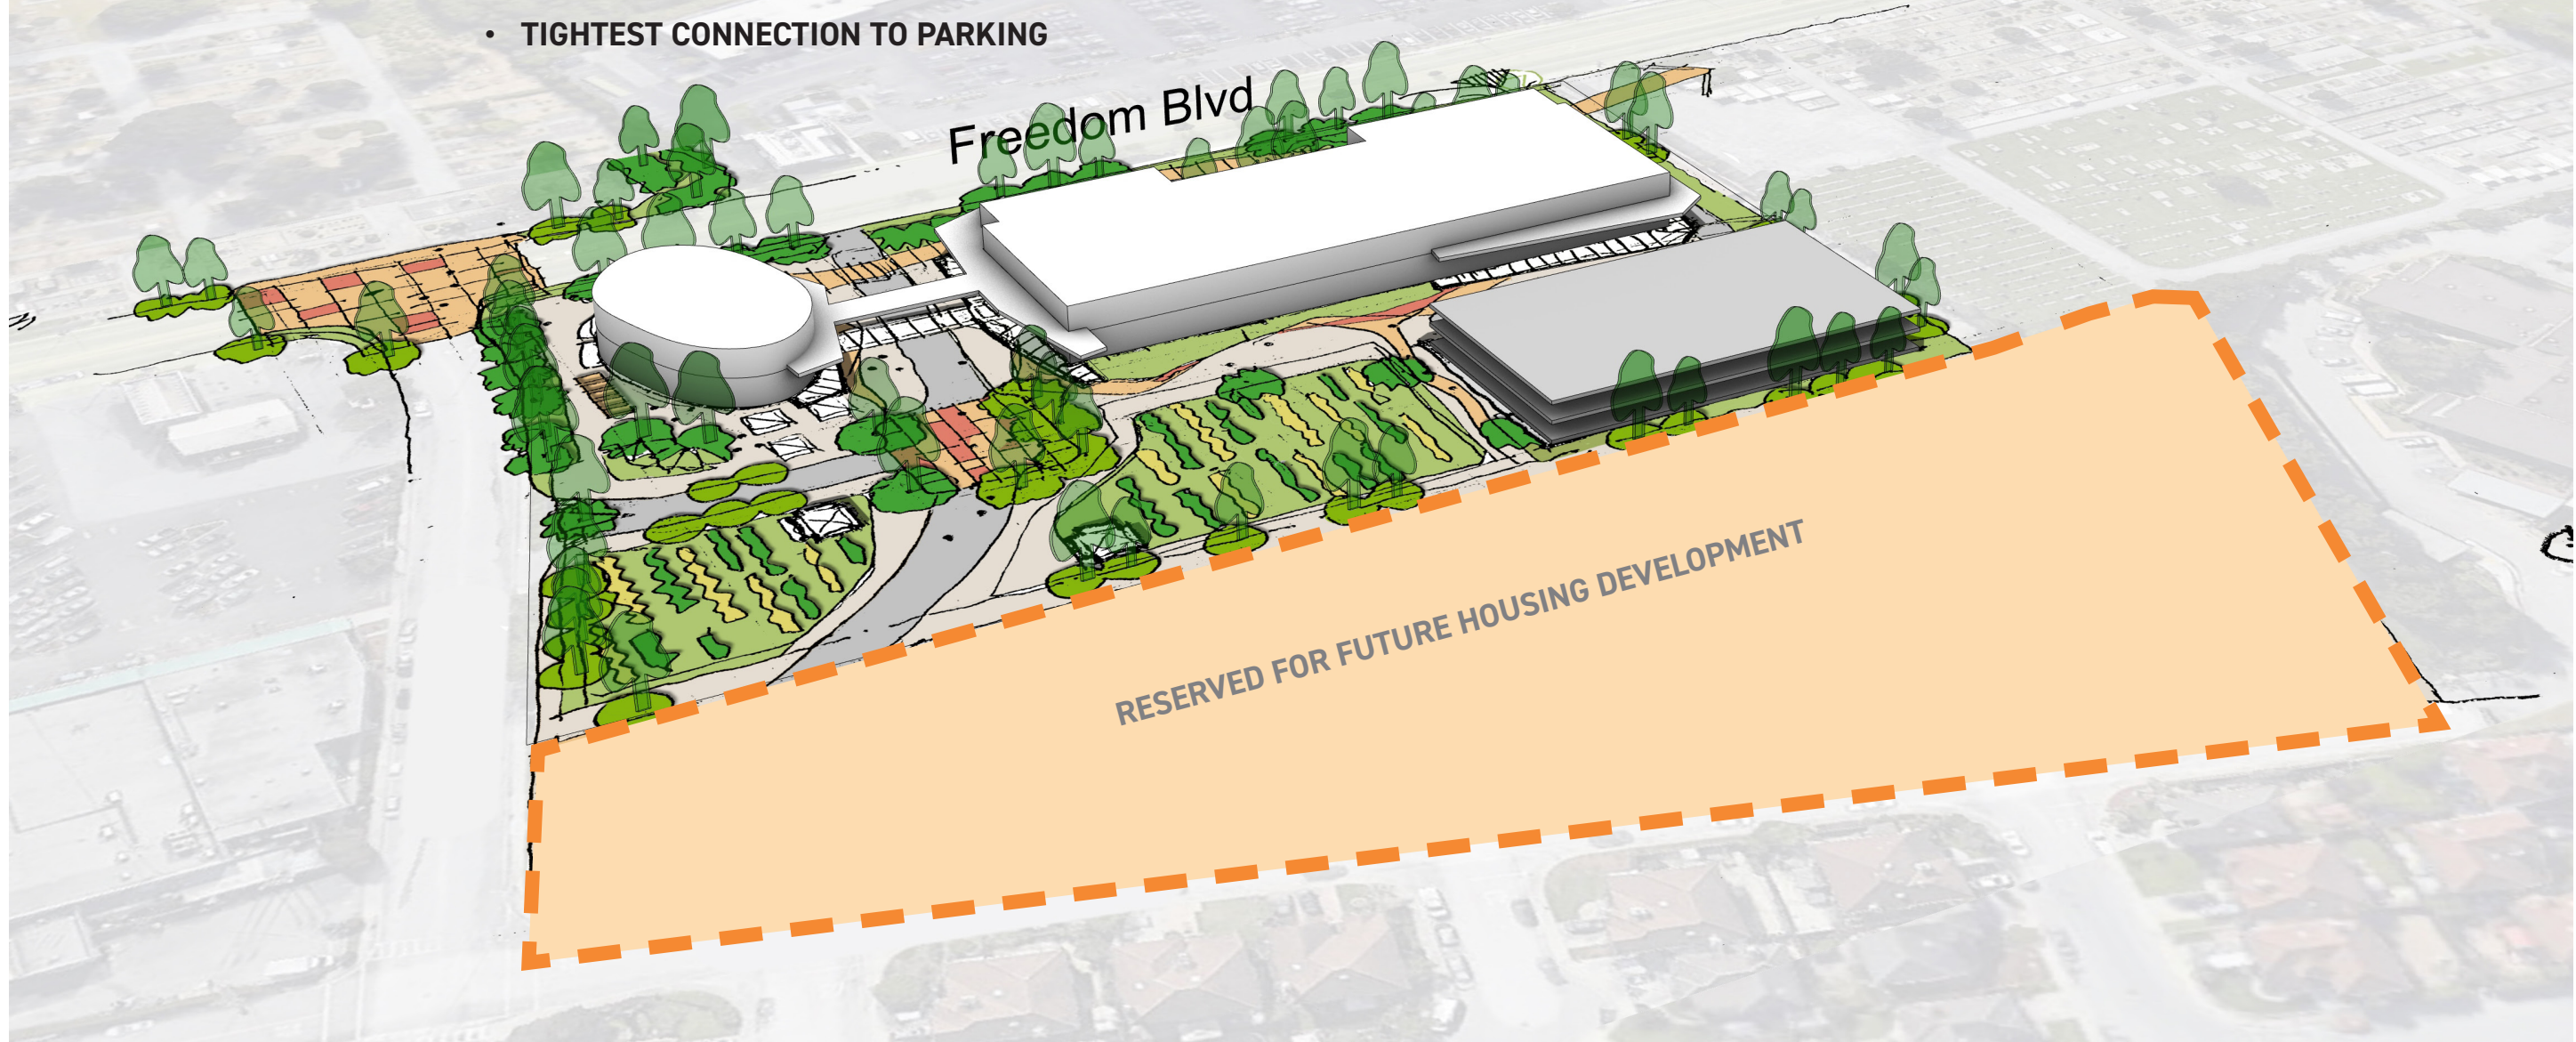 • TIGHTEST CONNECTION TO PARKING
Freedom Blvd
RESERVED FOR FUTURE HOUSING DEVELOPMENT